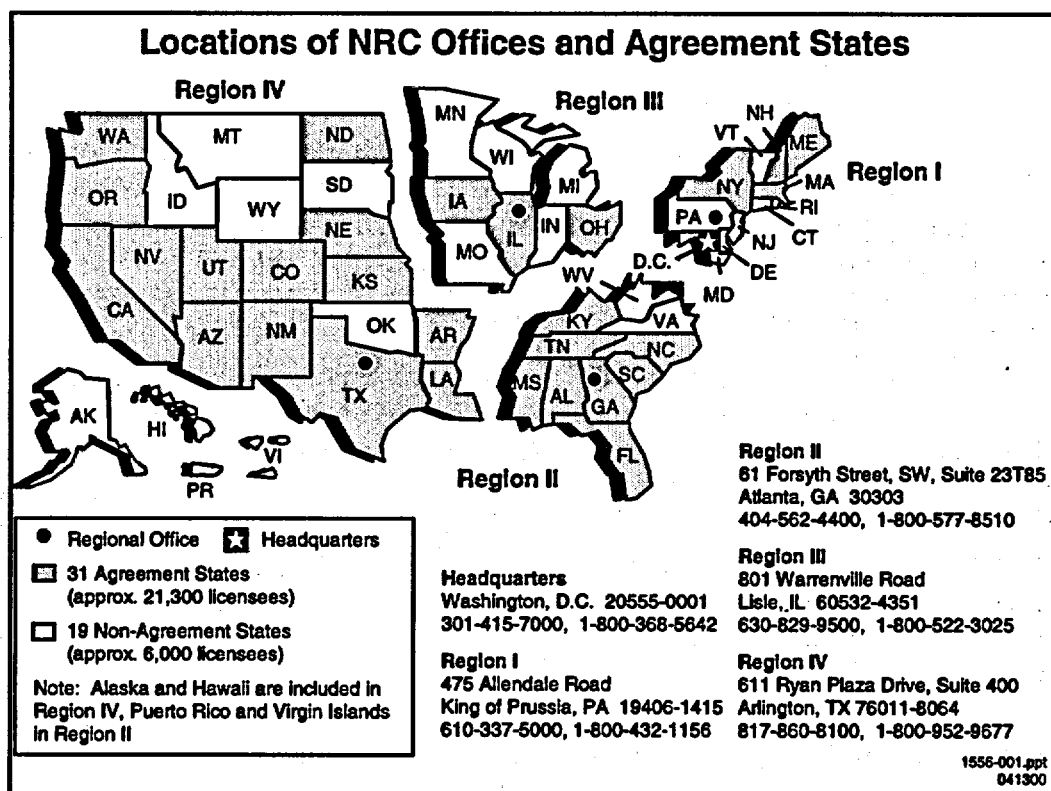 Locations of NRC Offices and Agreement States
Region IV
WA
MT
ND
OR
ID
SD
WY
NE
NV
UT
CO
KS
CA
AZ
NM
OK
AR
TX
LA
AK
HI
VI
PR
Region III
MN
WI
MI
IA
IL
IN
OH
MO
Region I
NH
VT
ME
NY
MA
RI
CT
PA
NJ
D.C.
DE
MD
WV
KY
VA
TN
NC
MS
AL
GA
SC
FL
Region II
Regional Office Headquarters
31 Agreement States
(approx. 21,300 licensees)
19 Non-Agreement States
(approx. 6,000 licensees)
Note: Alaska and Hawaii are included in
Region IV, Puerto Rico and Virgin Islands
in Region II
Headquarters
Washington, D.C. 20555-0001
301-415-7000, 1-800-368-5642
Region I
475 Allendale Road
King of Prussia, PA 19406-1415
610-337-5000, 1-800-432-1156
Region II
61 Forsyth Street, SW, Suite 23T85
Atlanta, GA 30303
404-562-4400, 1-800-577-8510
Region III
801 Warrenville Road
Lisle, IL 60532-4351
630-829-9500, 1-800-522-3025
Region IV
611 Ryan Plaza Drive, Suite 400
Arlington, TX 76011-8064
817-860-8100, 1-800-952-9677
1556-001.ppt
041300